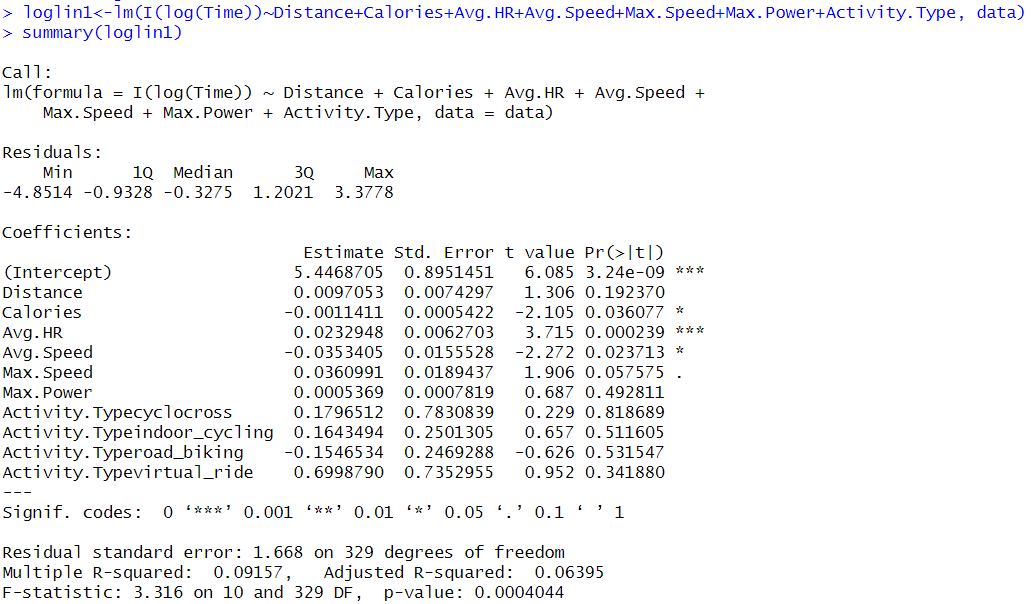 > loglin1<-lm(I(log(Time))~Distance+Calories+Avg.HR+Avg.Speed+Max.Speed+Max.Power+Activity.Type, data)
> summary(loglin1)
Call:
lm(formula = I(log(Time)) ~ Distance + Calories + Avg.HR + Avg.Speed +
    Max.Speed + Max.Power + Activity.Type, data = data)
Residuals:
    Min      1Q  Median      3Q     Max
-4.8514 -0.9328 -0.3275  1.2021  3.3778
Coefficients:
                              Estimate Std. Error t value Pr(>|t|)
(Intercept)                  5.4468705  0.8951451   6.085 3.24e-09 ***
Distance                     0.0097053  0.0074297   1.306 0.192370
Calories                    -0.0011411  0.0005422  -2.105 0.036077 *
Avg.HR                       0.0232948  0.0062703   3.715 0.000239 ***
Avg.Speed                   -0.0353405  0.0155528  -2.272 0.023713 *
Max.Speed                    0.0360991  0.0189437   1.906 0.057575 .
Max.Power                    0.0005369  0.0007819   0.687 0.492811
Activity.Typecyclocross      0.1796512  0.7830839   0.229 0.818689
Activity.Typeindoor_cycling  0.1643494  0.2501305   0.657 0.511605
Activity.Typeroad_biking    -0.1546534  0.2469288  -0.626 0.531547
Activity.Typevirtual_ride    0.6998790  0.7352955   0.952 0.341880
---
Signif. codes:  0 ‘***’ 0.001 ‘**’ 0.01 ‘*’ 0.05 ‘.’ 0.1 ‘ ’ 1
Residual standard error: 1.668 on 329 degrees of freedom
Multiple R-squared:  0.09157,	Adjusted R-squared:  0.06395
F-statistic: 3.316 on 10 and 329 DF,  p-value: 0.0004044